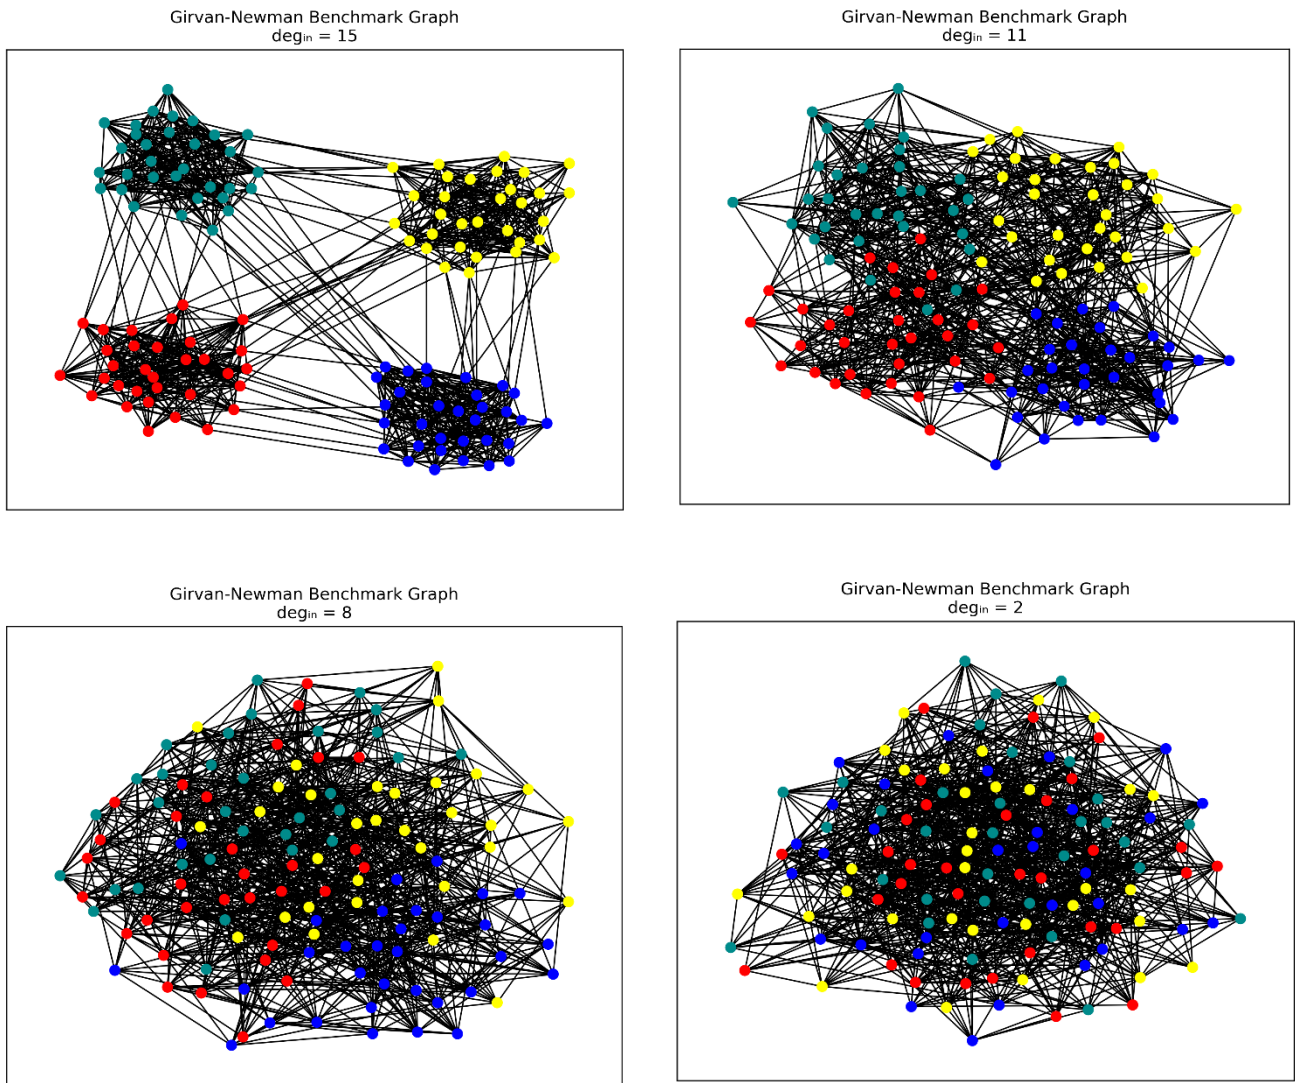 Girvan-Newman Benchmark Graph
degᵢₙ = 15
Girvan-Newman Benchmark Graph
degᵢₙ = 11
Girvan-Newman Benchmark Graph
degᵢₙ = 8
Girvan-Newman Benchmark Graph
degᵢₙ = 2